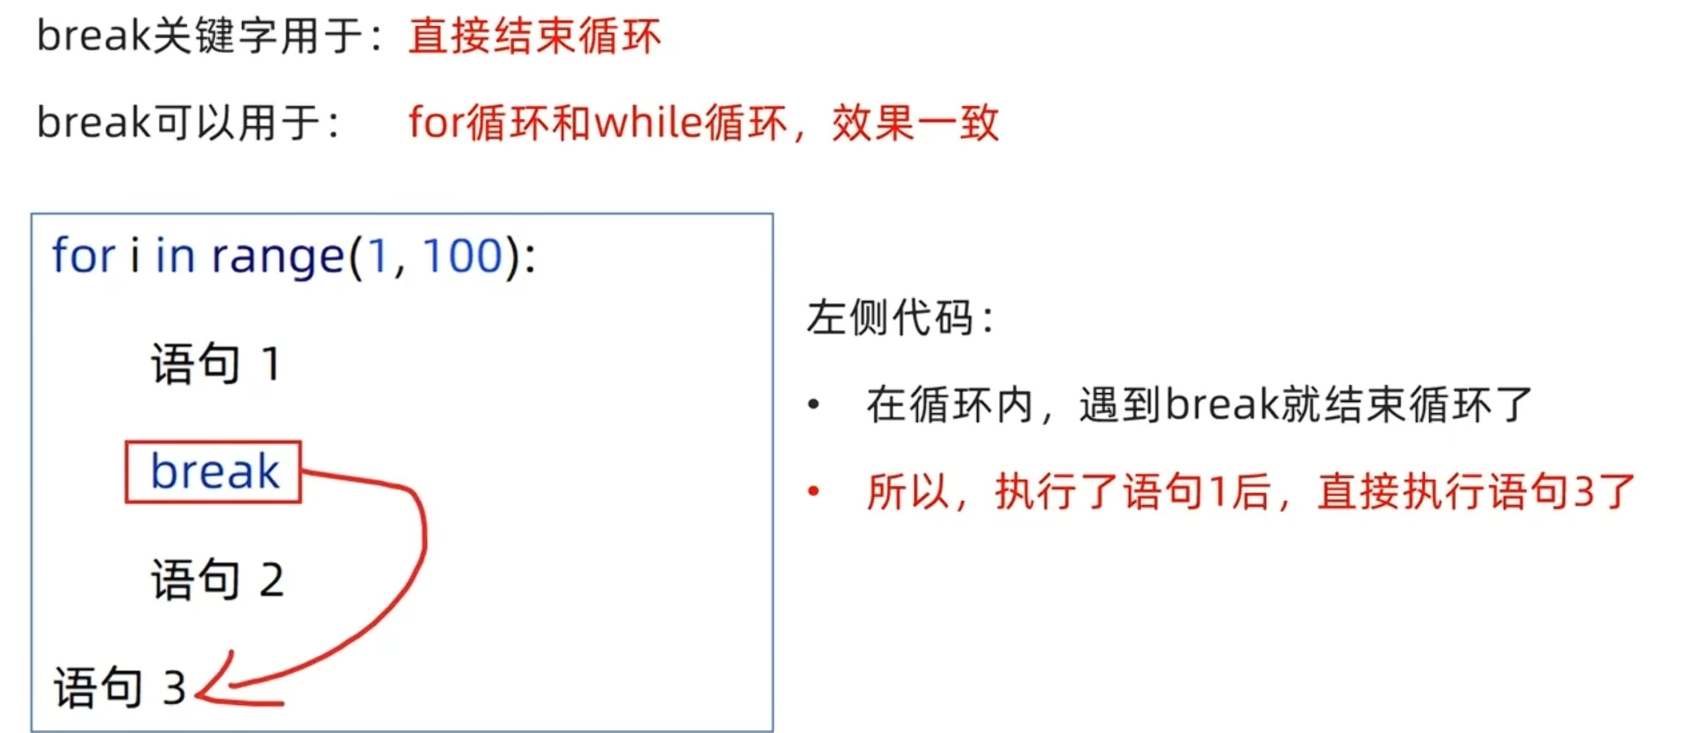 break关键字用于：直接结束循环
break可以用于： for循环和while循环，效果一致
for i in range(1, 100):
语句 1
break
语句 2
语句 3
左侧代码：
• 在循环内，遇到break就结束循环了
• 所以，执行了语句1后，直接执行语句3了